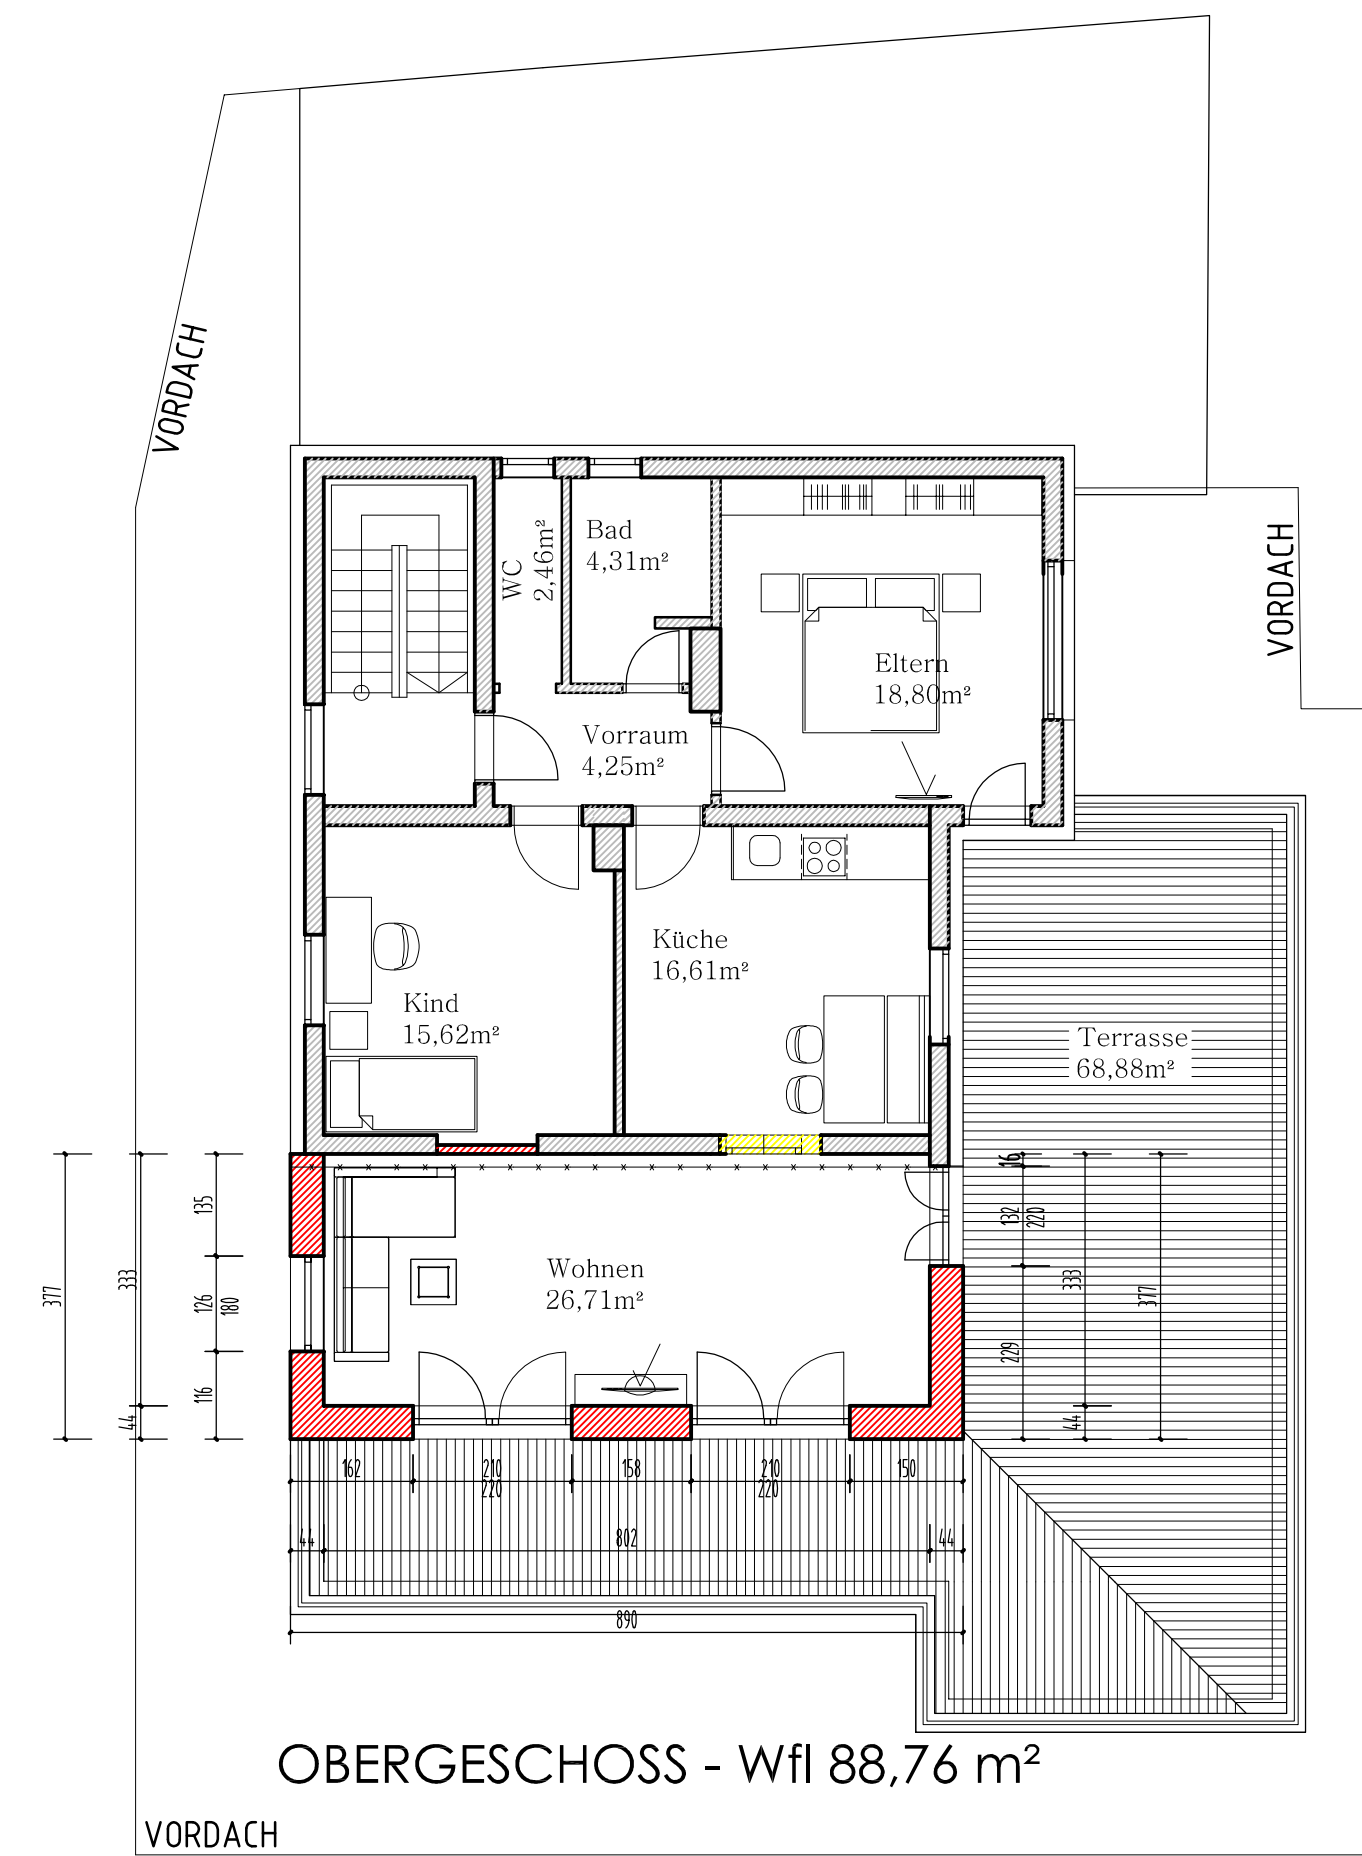 VORDACH
VORDACH
Bad
4,31m²
WC
2,46m²
Eltern
18,80m²
Vorraum
4,25m²
Küche
16,61m²
Kind
15,62m²
Terrasse
68,88m²
Wohnen
26,71m²
377
333
44
135
126
180
116
16
132
220
229
333
44
377
162
210
220
158
210
220
150
44
802
44
890
OBERGESCHOSS - Wfl 88,76 m²
VORDACH